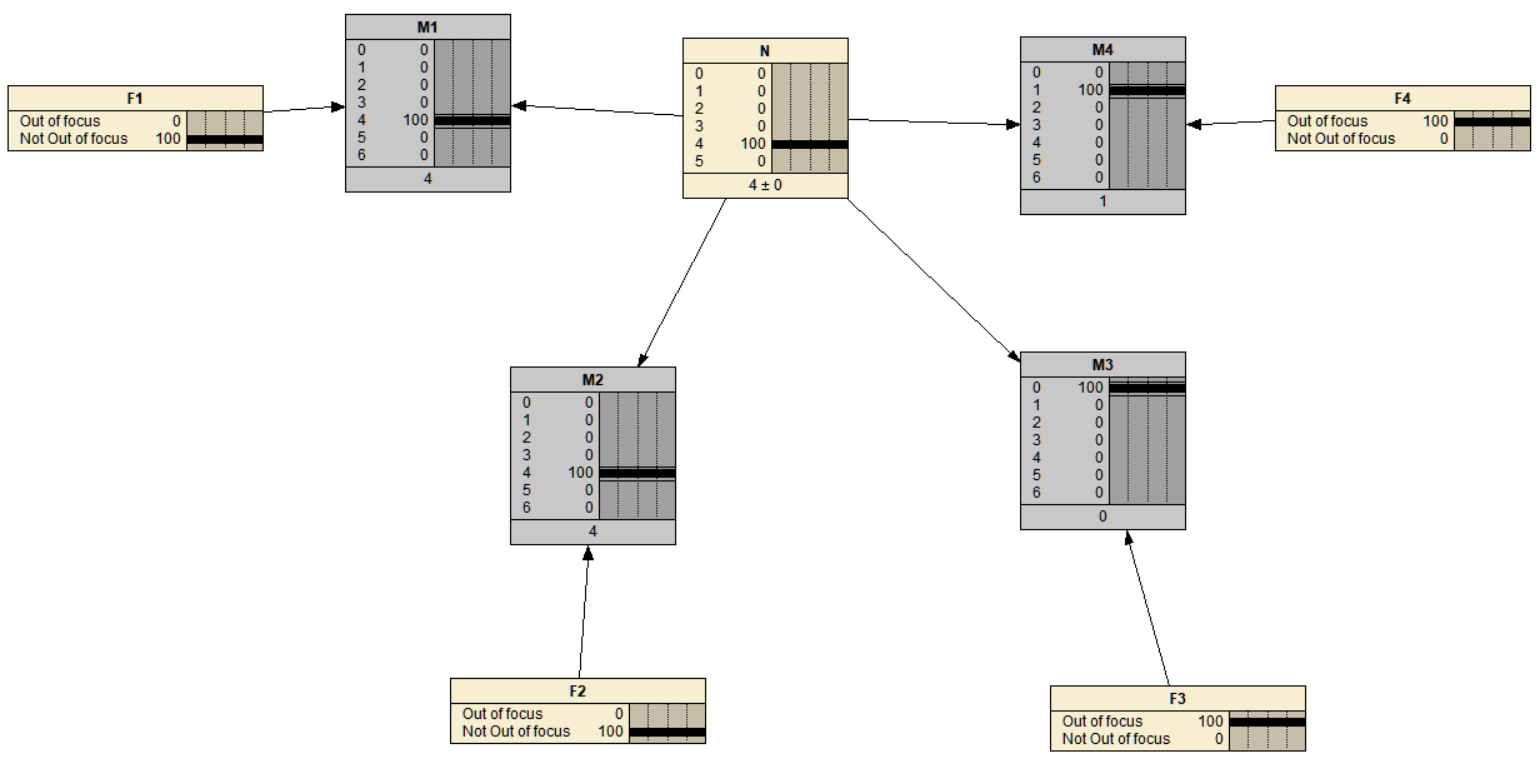 M1
0 0
1 0
2 0
3 0
4 100
5 0
6 0
4
N
0 0
1 0
2 0
3 0
4 100
5 0
4 ± 0
M4
0 0
1 100
2 0
3 0
4 0
5 0
6 0
1
F1
Out of focus 0
Not Out of focus 100
F4
Out of focus 100
Not Out of focus 0
M2
0 0
1 0
2 0
3 0
4 100
5 0
6 0
4
M3
0 100
1 0
2 0
3 0
4 0
5 0
6 0
0
F2
Out of focus 0
Not Out of focus 100
F3
Out of focus 100
Not Out of focus 0